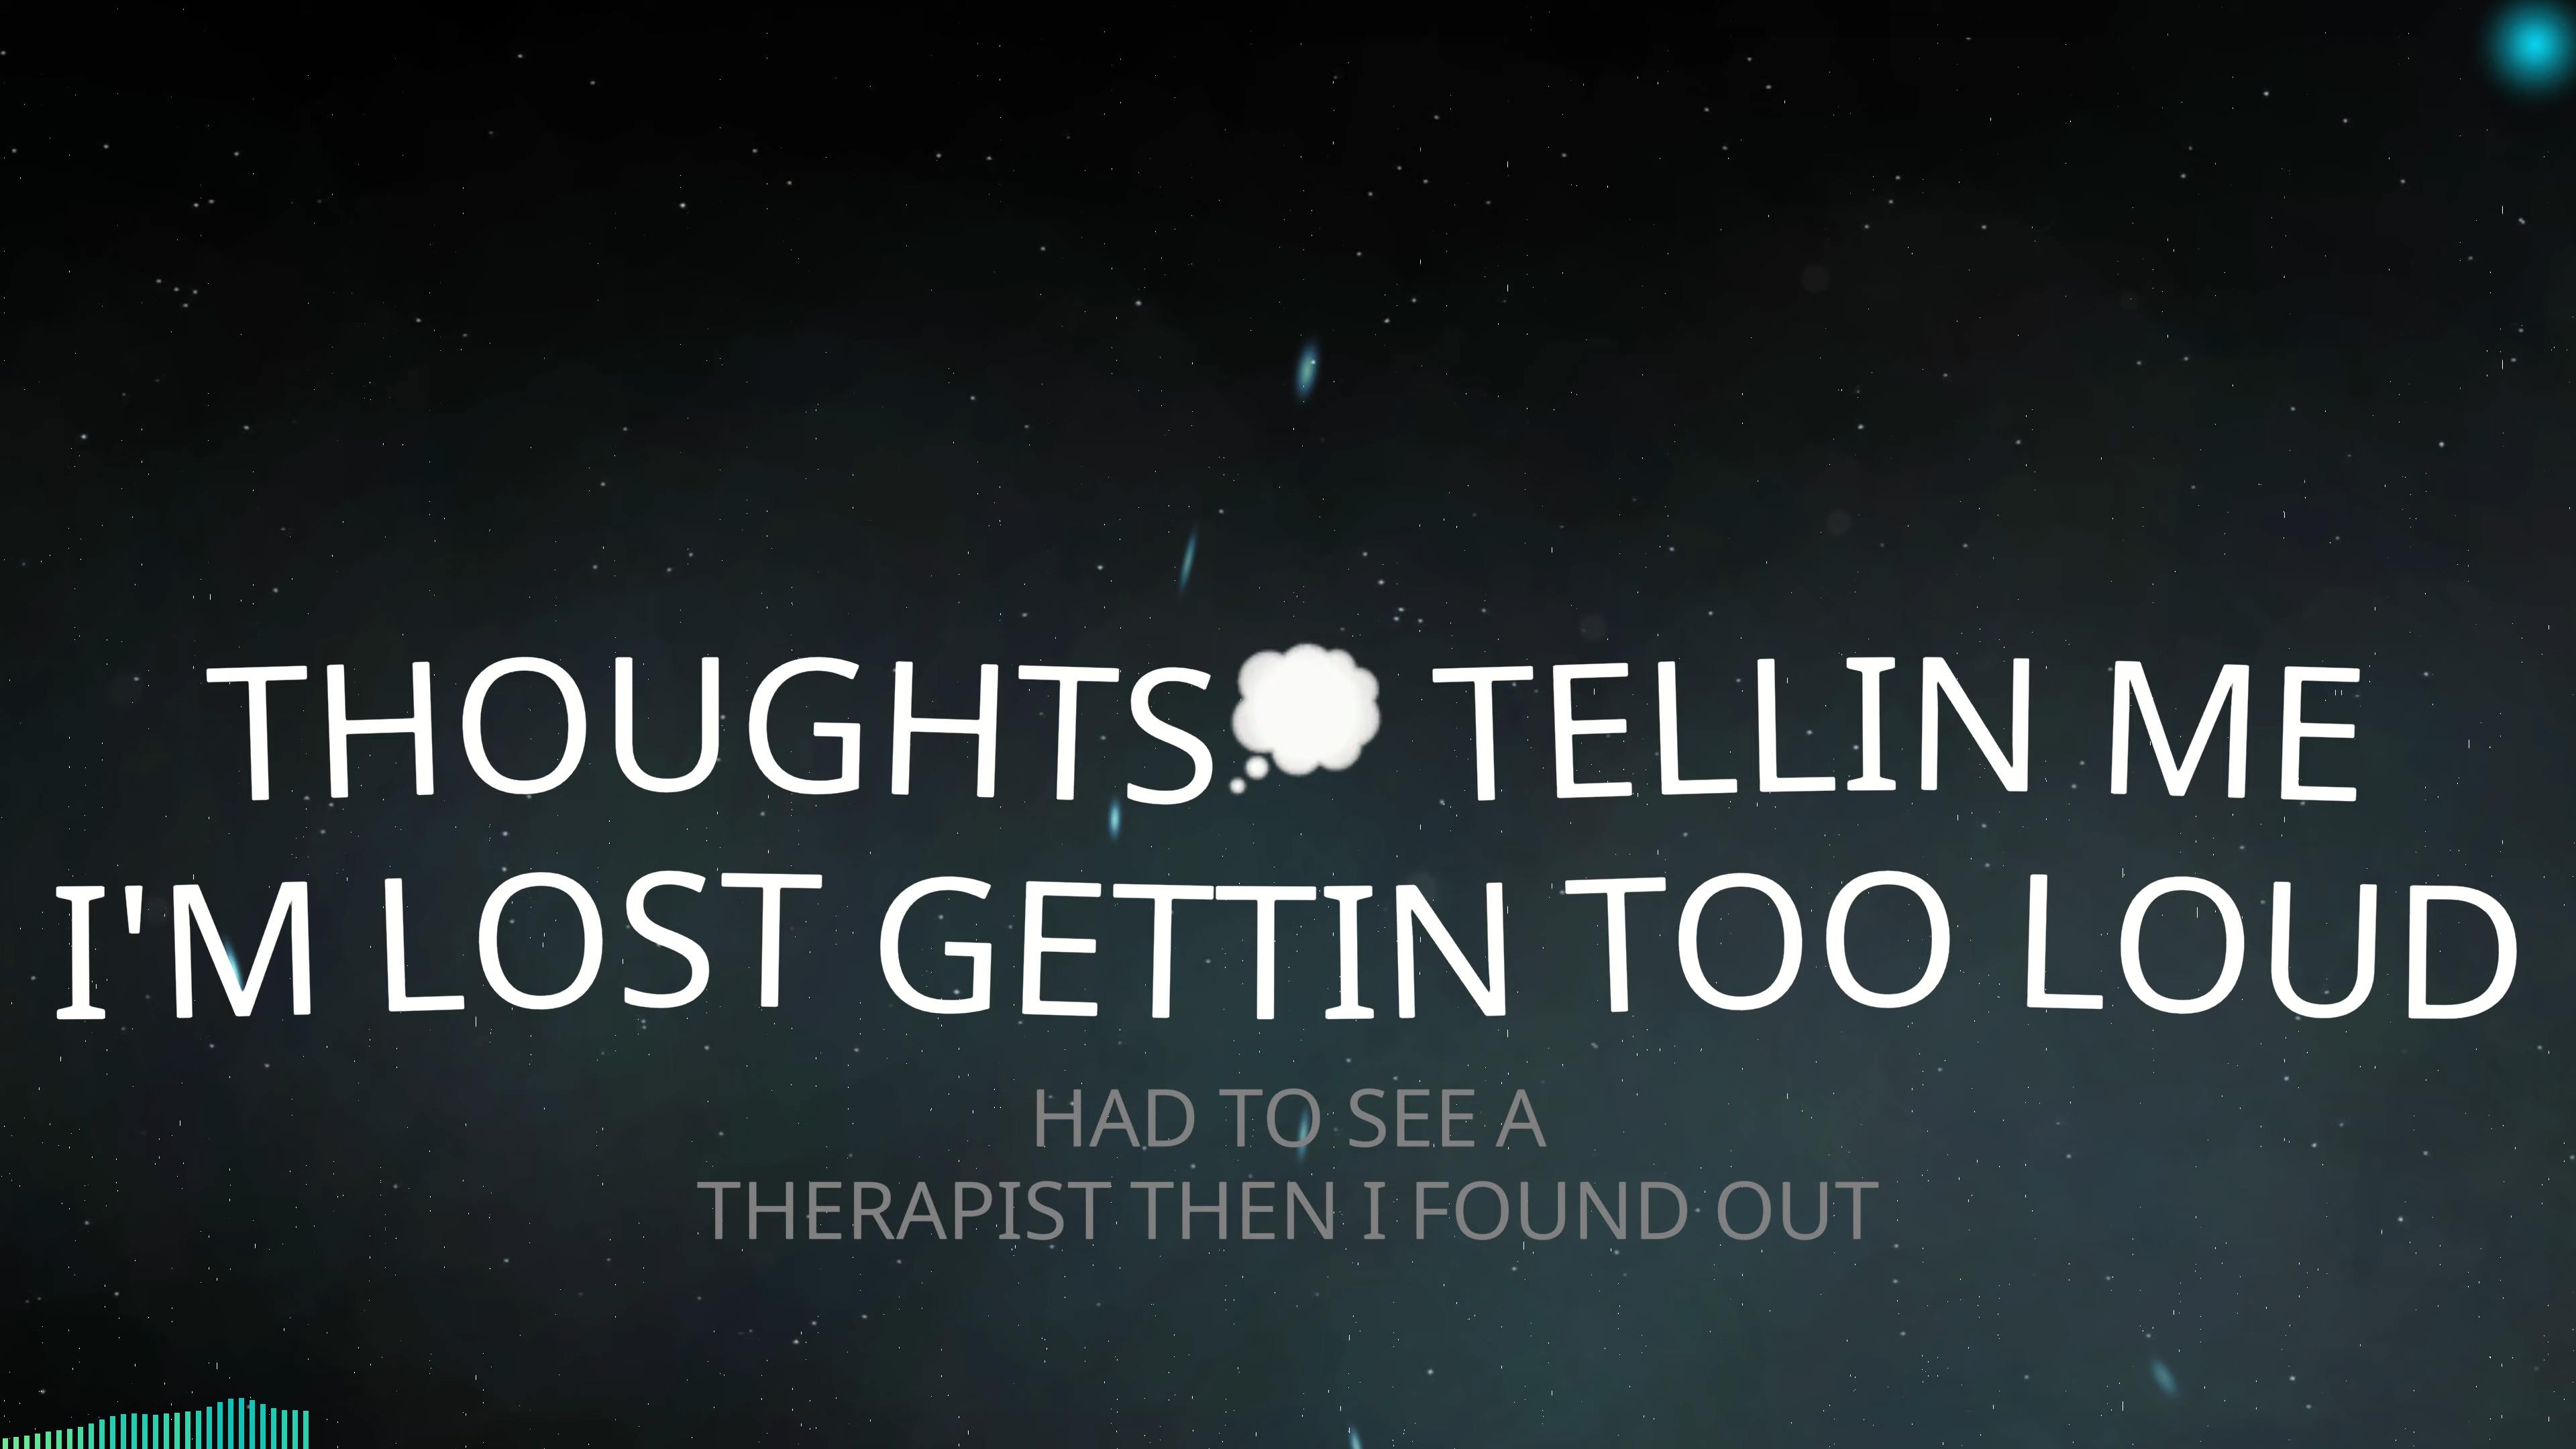 THOUGHTS💭 TELLIN ME
I'M LOST GETTIN TOO LOUD
HAD TO SEE A
THERAPIST THEN I FOUND OUT